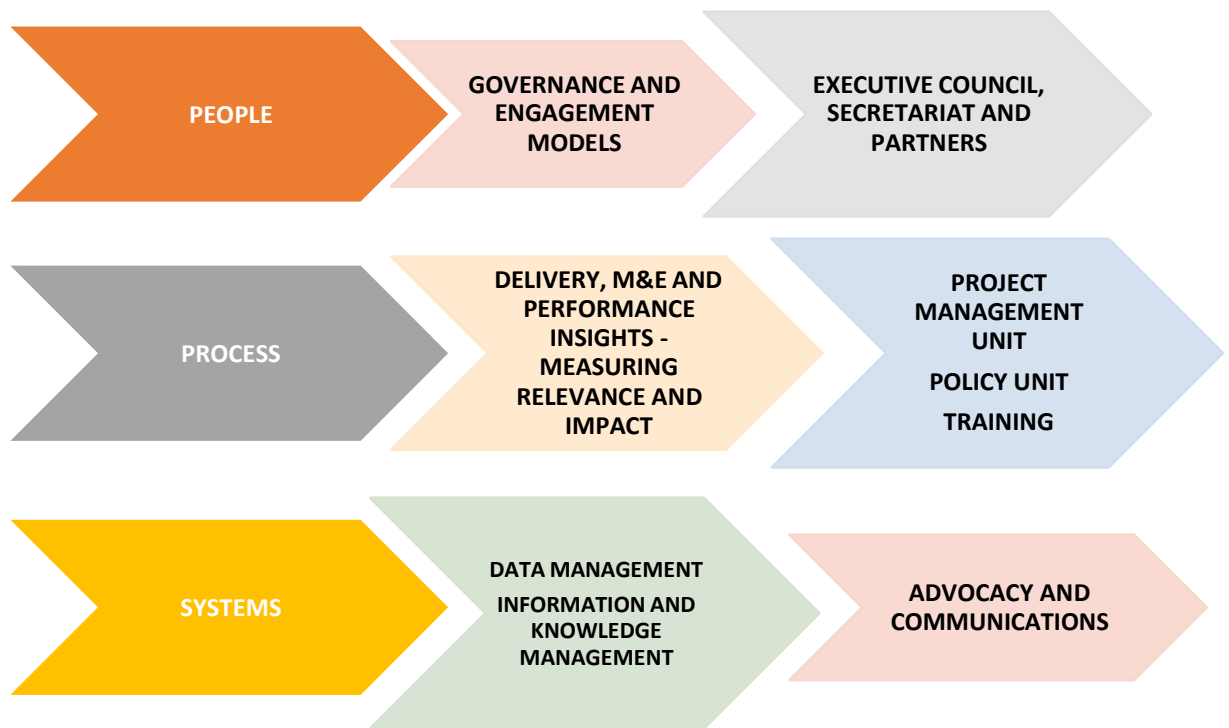 PEOPLE
GOVERNANCE AND
ENGAGEMENT
MODELS
EXECUTIVE COUNCIL,
SECRETARIAT AND
PARTNERS
PROCESS
DELIVERY, M&E AND
PERFORMANCE
INSIGHTS -
MEASURING
RELEVANCE AND
IMPACT
PROJECT
MANAGEMENT
UNIT
POLICY UNIT
TRAINING
SYSTEMS
DATA MANAGEMENT
INFORMATION AND
KNOWLEDGE
MANAGEMENT
ADVOCACY AND
COMMUNICATIONS